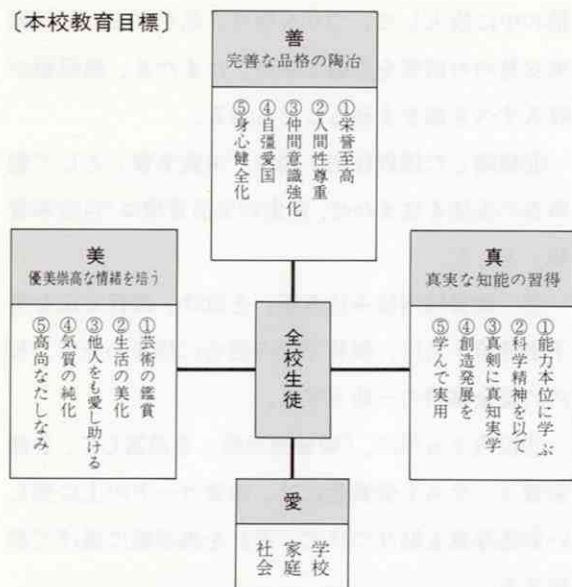 〔本校教育目標〕
善
完善な品格の陶冶
①栄誉至高
②人間性尊重
③仲間意識強化
④自彊愛国
⑤身心健全化
美
優美崇高な情緒を培う
①芸術の鑑賞
②生活の美化
③他人をも愛し助ける
④気質の純化
⑤高尚なたしなみ
全校生徒
真
真実な知能の習得
①能力本位に学ぶ
②科学精神を以て
③真剣に真知実学
④創造発展を
⑤学んで実用
愛
学校
家庭
社会